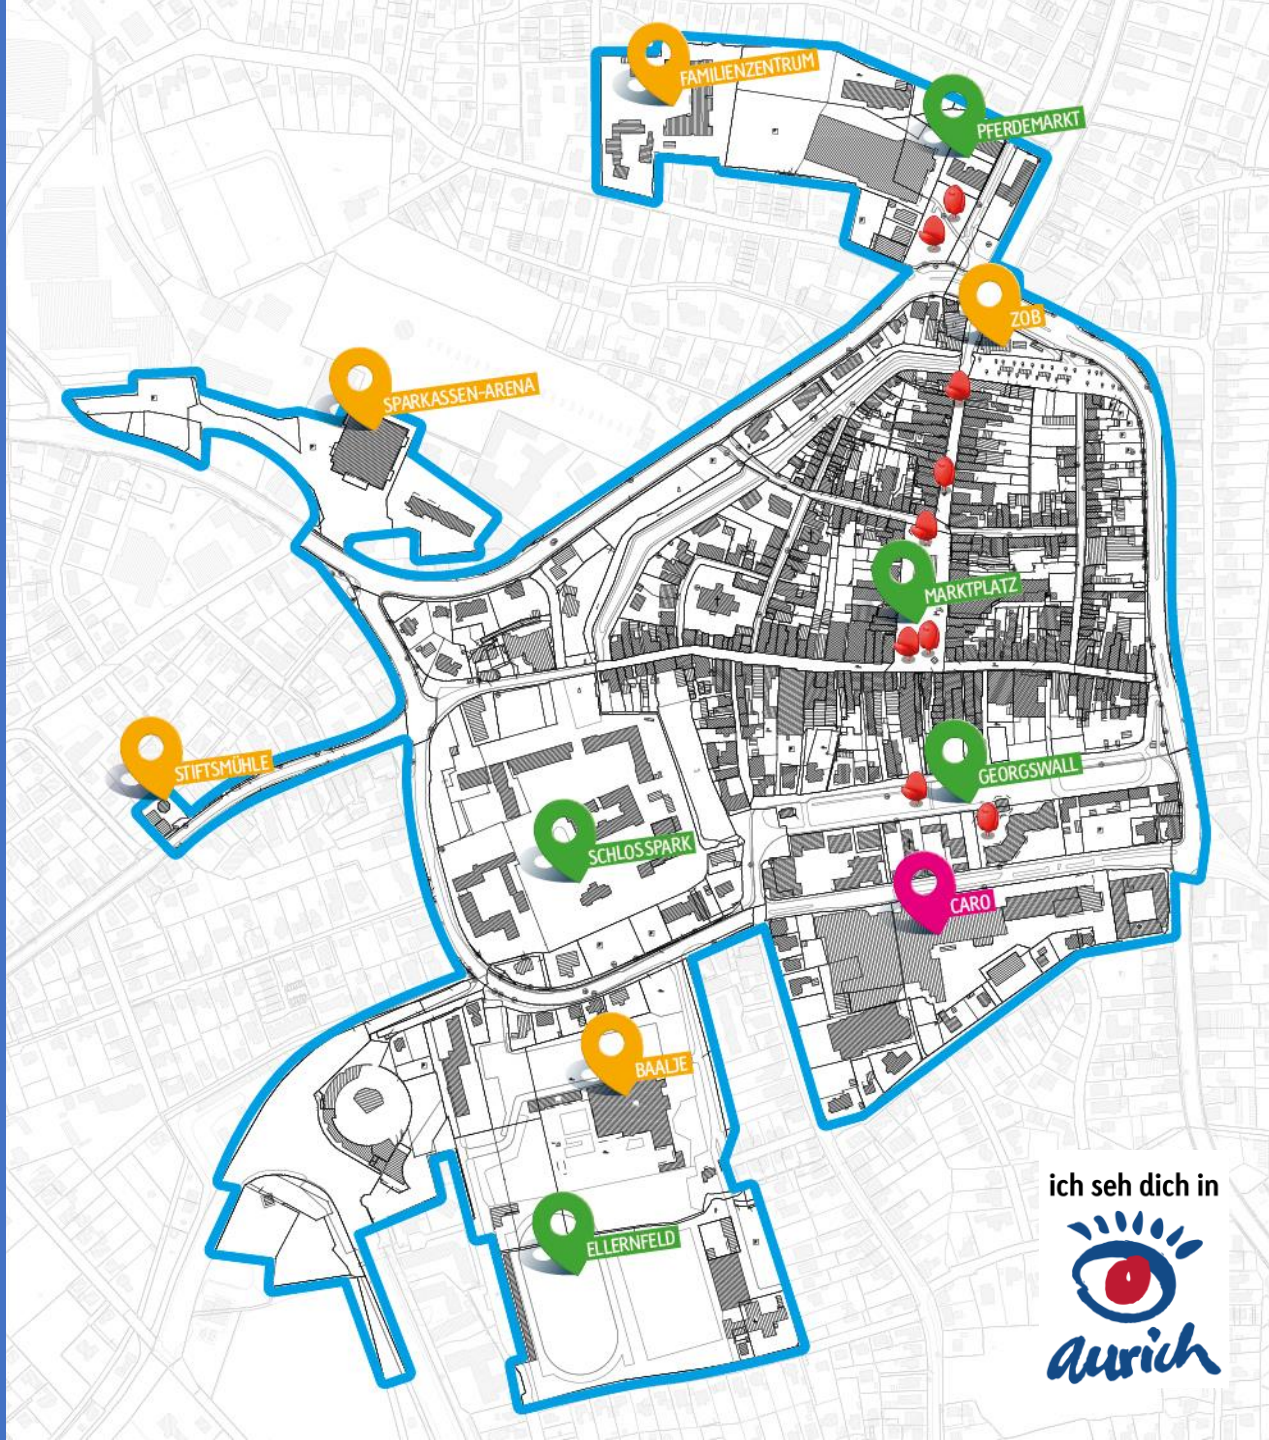 FAMILIENZENTRUM
PFERDEMARKT
ZOB
SPARKASSEN-ARENA
MARKTPLATZ
STIFTSMÜHLE
GEORGSWALL
SCHLOSSPARK
CARO
BAALJE
ELLERNFELD
ich seh dich in
aurich